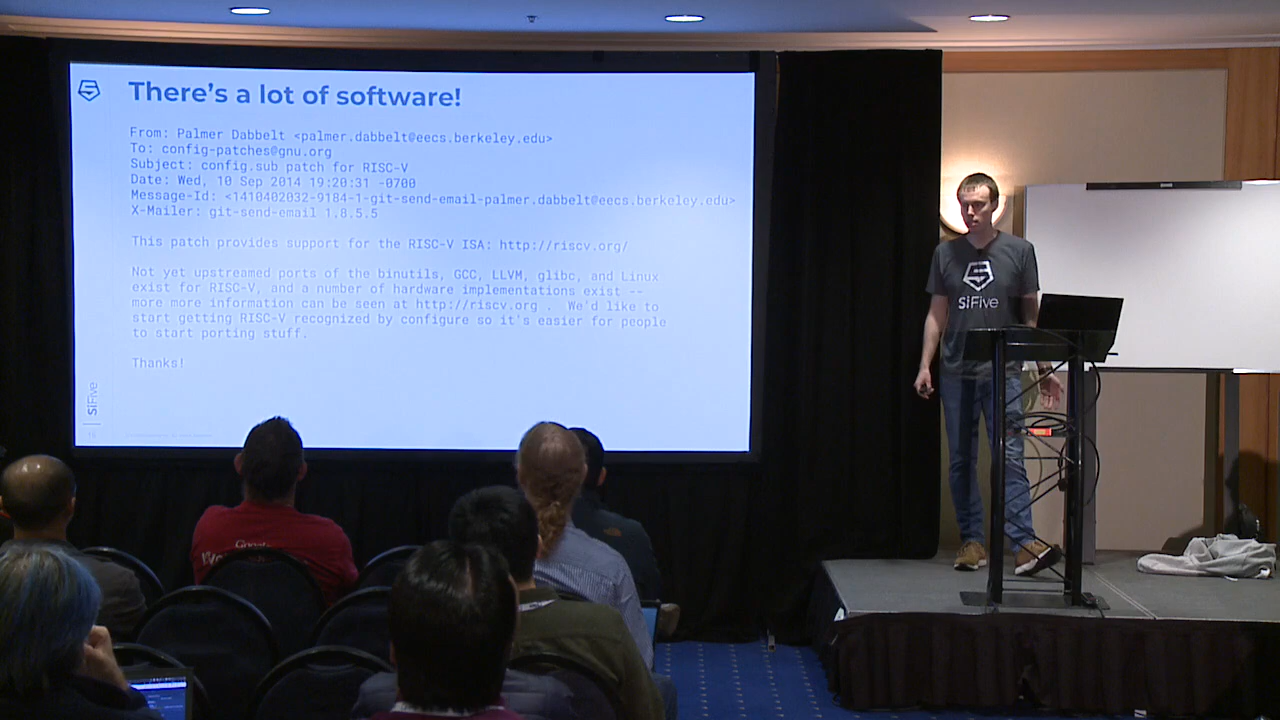 There's a lot of software!
From: Palmer Dabbelt <palmer.dabbelt@eecs.berkeley.edu>
To: config-patches@gnu.org
Subject: config.sub patch for RISC-V
Date: Wed, 10 Sep 2014 19:20:31 -0700
Message-Id: <1410402032-9184-1-git-send-email-palmer.dabbelt@eecs.berkeley.edu>
X-Mailer: git-send-email 1.8.5.5
This patch provides support for the RISC-V ISA: http://riscv.org/
Not yet upstreamed ports of the binutils, GCC, LLVM, glibc, and Linux
exist for RISC-V, and a number of hardware implementations exist --
more more information can be seen at http://riscv.org . We'd like to
start getting RISC-V recognized by configure so it's easier for people
to start porting stuff.
Thanks!
SiFive
SiFive